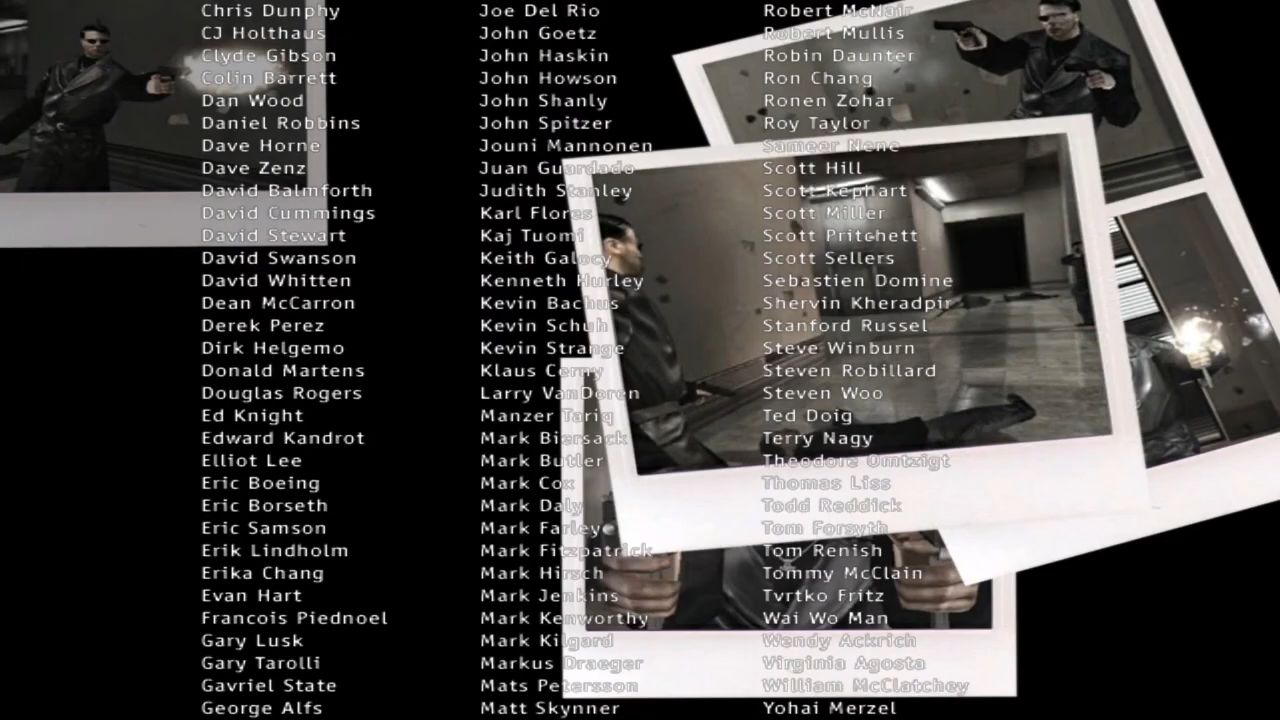 Chris Dunphy
CJ Holthaus
Clyde Gibson
Colin Barrett
Dan Wood
Daniel Robbins
Dave Horne
Dave Zenz
David Balmforth
David Cummings
David Stewart
David Swanson
David Whitten
Dean McCarron
Derek Perez
Dirk Helgemo
Donald Martens
Douglas Rogers
Ed Knight
Edward Kandrot
Elliot Lee
Eric Boeing
Eric Borseth
Eric Samson
Erik Lindholm
Erika Chang
Evan Hart
Francois Piednoel
Gary Lusk
Gary Tarolli
Gavriel State
George Alfs
Joe Del Rio
John Goetz
John Haskin
John Howson
John Shanly
John Spitzer
Jouni Mannonen
Juan Guardado
Judith Stanley
Karl Flores
Kaj Tuomi
Keith Galocy
Kenneth Hurley
Kevin Bachus
Kevin Schuh
Kevin Strange
Klaus Cerny
Larry VanDoren
Manzer Tariq
Mark Biersack
Mark Butler
Mark Cox
Mark Daly
Mark Farley
Mark Fitzpatrick
Mark Hirsch
Mark Jenkins
Mark Kenworthy
Mark Kilgard
Markus Draeger
Mats Petersson
Matt Skynner
Robert McNair
Robert Mullis
Robin Daunter
Ron Chang
Ronen Zohar
Roy Taylor
Sameer Nene
Scott Hill
Scott Kephart
Scott Miller
Scott Pritchett
Scott Sellers
Sebastien Domine
Shervin Kheradpir
Stanford Russel
Steve Winburn
Steven Robillard
Steven Woo
Ted Doig
Terry Nagy
Theodore Omtzigt
Thomas Liss
Todd Reddick
Tom Forsyth
Tom Renish
Tommy McClain
Tvrtko Fritz
Wai Wo Man
Wendy Ackrich
Virginia Agosta
William McClatchey
Yohai Merzel